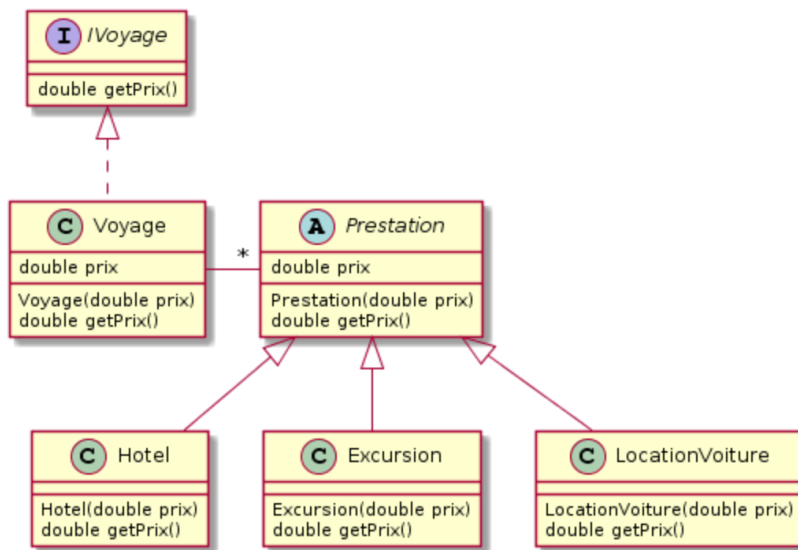 I IVoyage
double getPrix()
C Voyage
double prix
Voyage(double prix)
double getPrix()
*
A Prestation
double prix
Prestation(double prix)
double getPrix()
C Hotel
Hotel(double prix)
double getPrix()
C Excursion
Excursion(double prix)
double getPrix()
C LocationVoiture
LocationVoiture(double prix)
double getPrix()